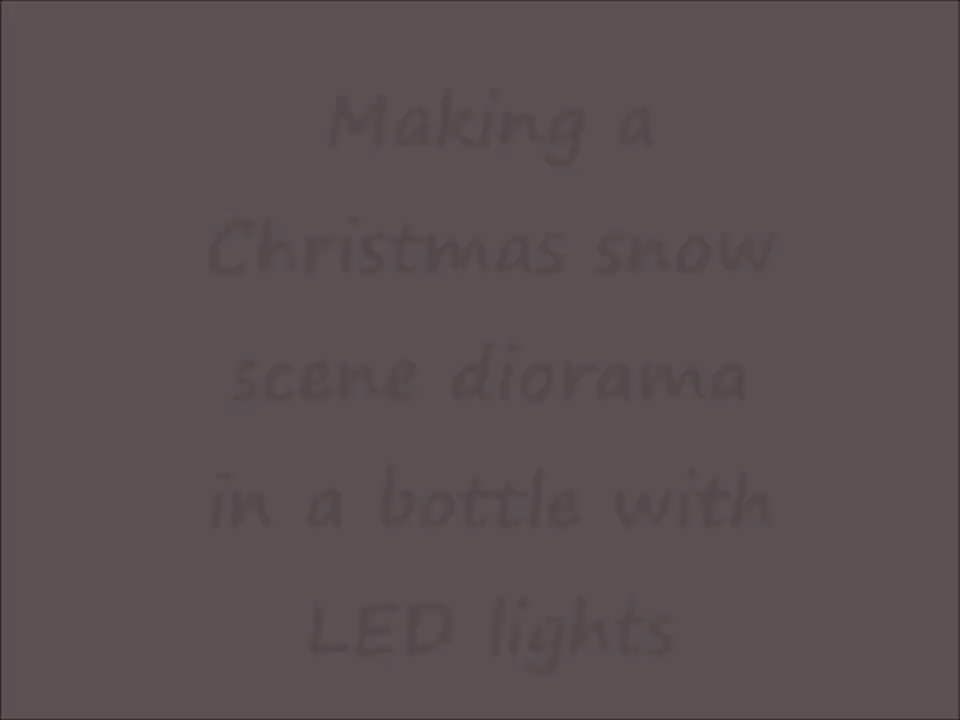 Making a
Christmas snow
scene diorama
in a bottle with
LED lights